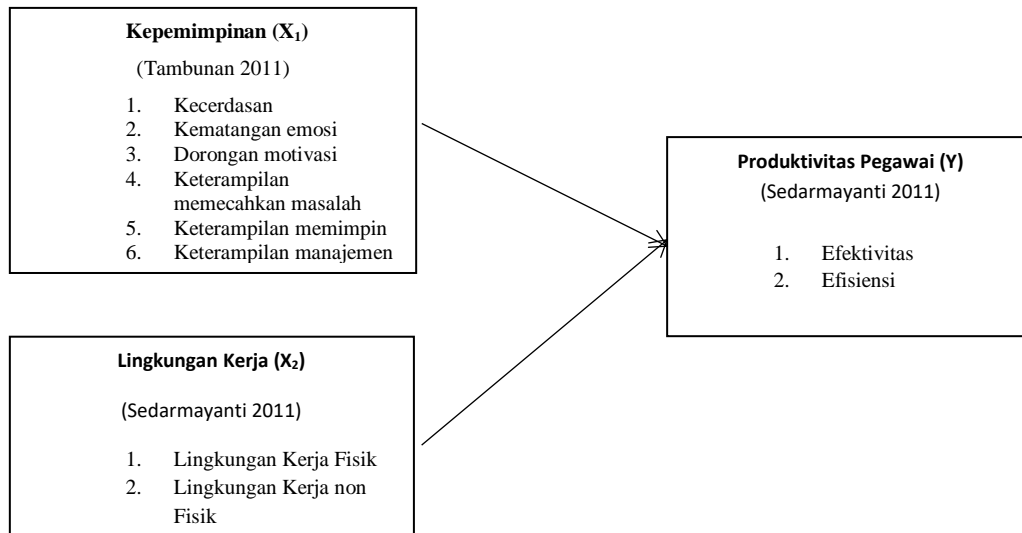 Kepemimpinan (X₁)
(Tambunan 2011)
1. Kecerdasan
2. Kematangan emosi
3. Dorongan motivasi
4. Keterampilan
memecahkan masalah
5. Keterampilan memimpin
6. Keterampilan manajemen
Produktivitas Pegawai (Y)
(Sedarmayanti 2011)
1. Efektivitas
2. Efisiensi
Lingkungan Kerja (X₂)
(Sedarmayanti 2011)
1. Lingkungan Kerja Fisik
2. Lingkungan Kerja non
Fisik